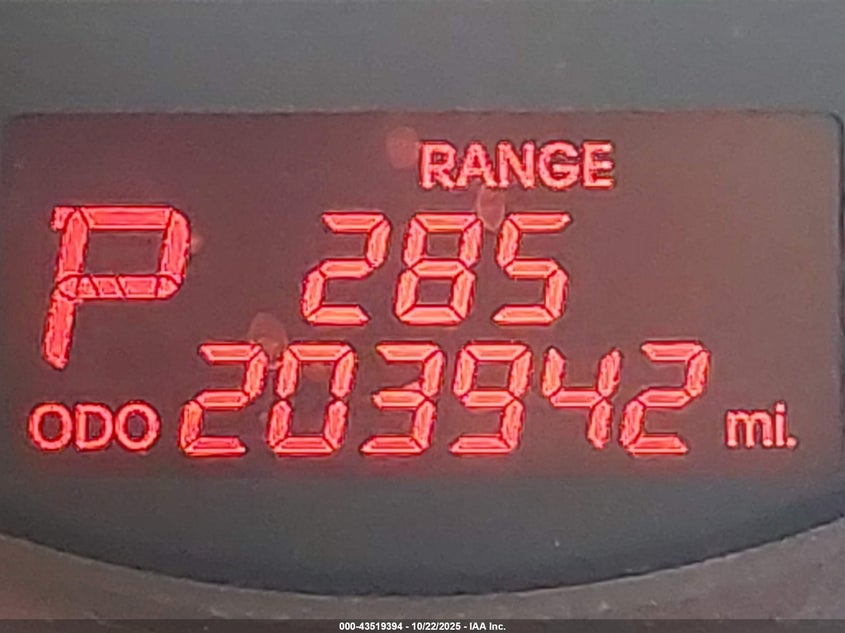 RANGE
P 285
ODO 203942 mi.
000-43519394 - 10/22/2025 - IAA Inc.